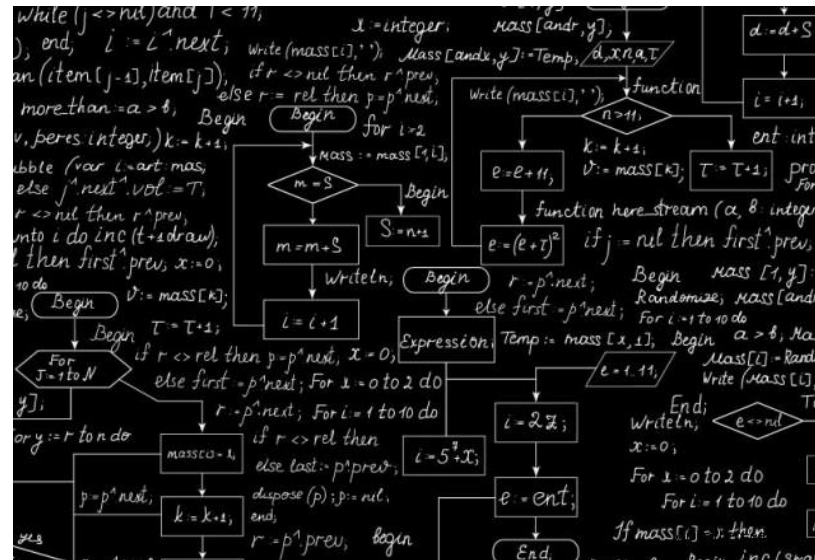 while (j <> nil) and i < 11,
x := integer,
mass [andr, y];
d := d + S
); end; i := i^.next,
write (mass[i], ' ');
Mass [andx, y] := Temp,
d, x, n, a, τ
(item [j-1], item [j]),
if r <> nil then r^prev,
else r := rel then p = p^next,
write (mass[i], ' ');
function
i = i+1,
more_than := a > b,
Begin
Begin
for i>2
n > 11,
ent : int
v, peres : integer,) k := k+1;
mass := mass [1, i],
k := k+1;
(var i : art : mas,
m = S
Begin
e = e + 11,
v := mass [k];
τ := τ+1;
else j^.next^.vol := T,
S := n+1
function here_stream (a, b : integer
r <> nil then r^prev,
i do inc (t+1 draw),
m = m + S
e := (e + τ)²
if j := nil then first^.prev,
then first^.prev, x := 0,
Writeln,
Begin
r := p^.next;
Begin
Mass [1, y] :
10 do
Begin
v := mass [k];
else first := p^next;
Randomize,
For i := 1 to 10 do
Begin
τ := τ+1;
i = i + 1
Expression,
Temp := mass [x, 1];
Begin
a > b,
For
J = 1 to N
if r <> rel then p = p^next, x = 0;
e = 1..11,
Mass [i] :=
else first := p^next; For x := 0 to 2 do
Write (Mass [i],
y];
r := p^.next; For i = 1 to 10 do
i = 2Z;
End;
Writeln,
e <> nil
for y := r to n do
if r <> rel then
x := 0;
mass(i) = 1,
else last := p^prev;
i = 5⁷ + x;
For x := 0 to 2 do
p = p^next;
k = k+1;
dispose (p); p := nil,
e := ent;
For i = 1 to 10 do
end;
yes
r := p^.prev,
begin
End,
If mass [i] = x then